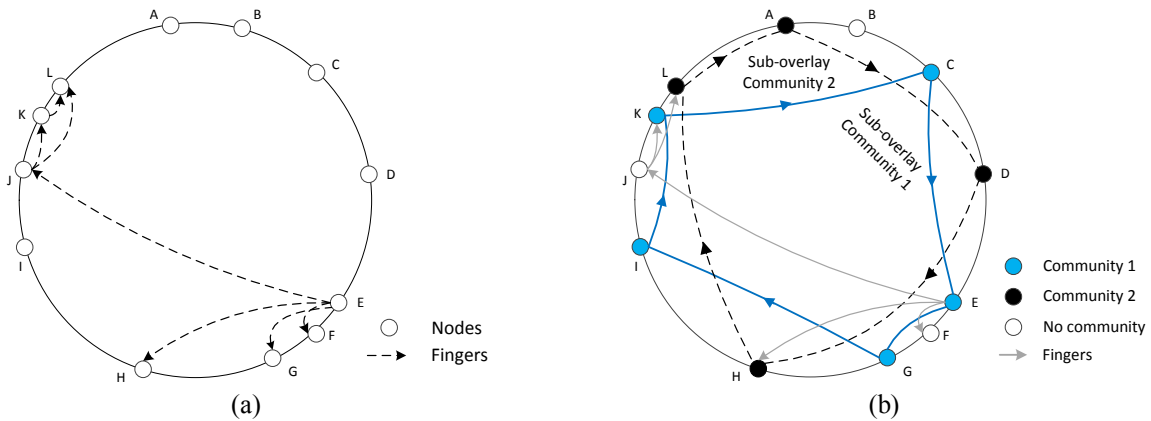 A
B
C
D
E
F
G
H
I
J
K
L
Nodes
Fingers
(a)
A
B
C
D
E
F
G
H
I
J
K
L
Sub-overlay
Community 2
Sub-overlay
Community 1
Community 1
Community 2
No community
Fingers
(b)